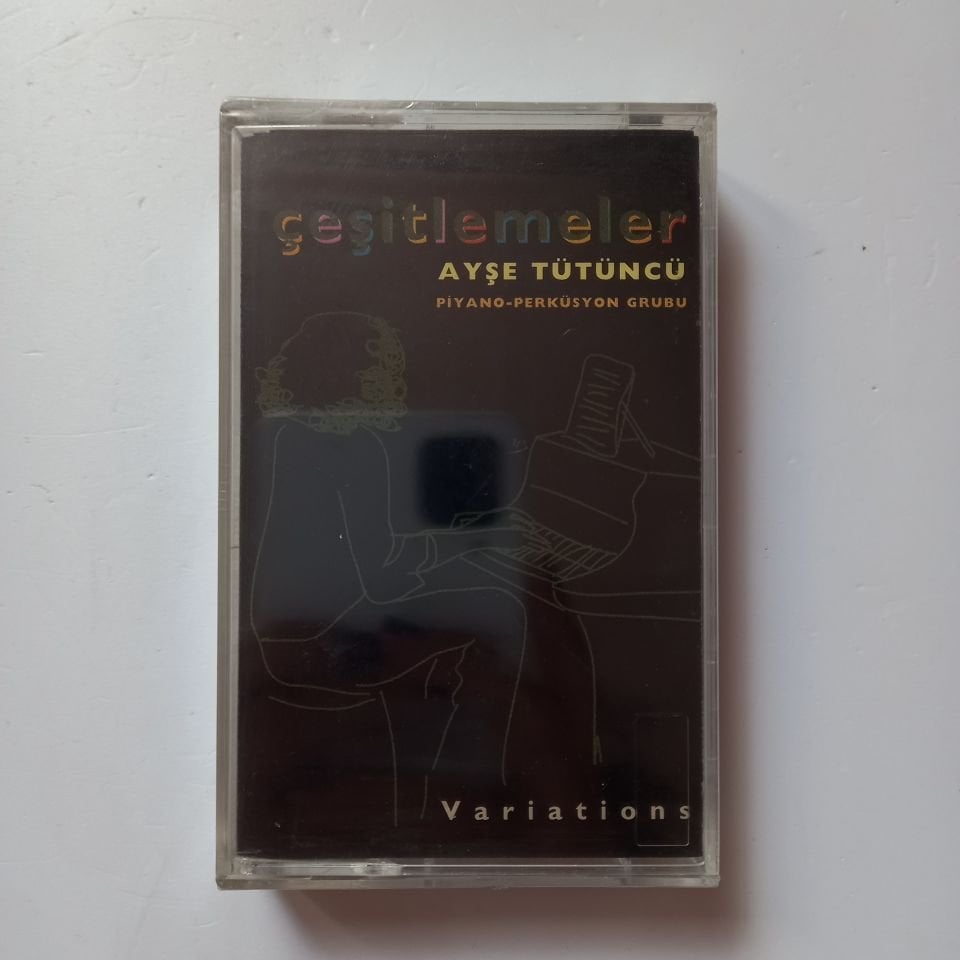 çeşitlemeler
AYŞE TÜTÜNCÜ
PİYANO-PERKÜSYON GRUBU
Variations